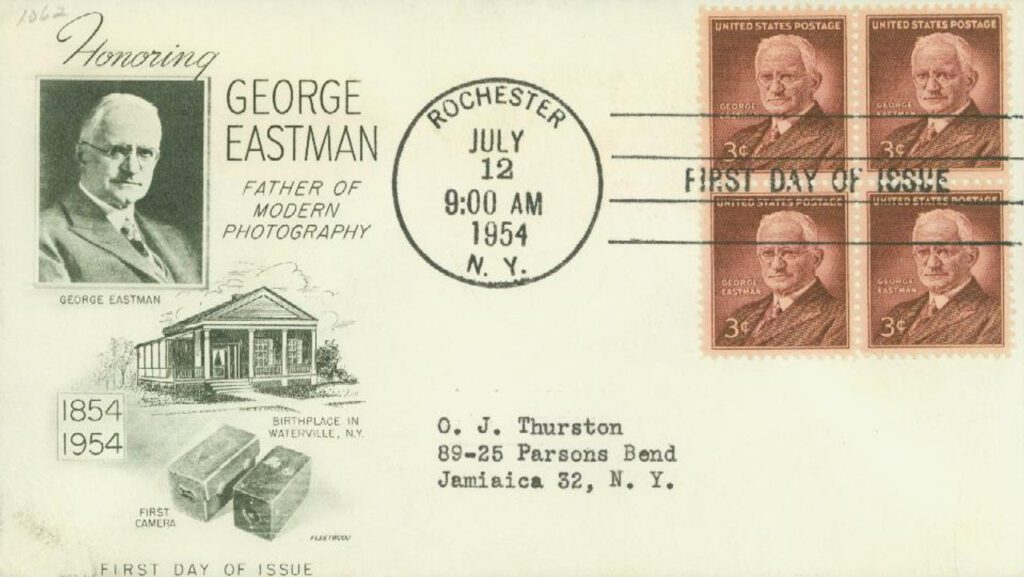 1062
Honoring
GEORGE
EASTMAN
FATHER OF
MODERN
PHOTOGRAPHY
GEORGE EASTMAN
BIRTHPLACE IN
WATERVILLE, N.Y.
1854
1954
FIRST
CAMERA
FLEETWOOD
FIRST DAY OF ISSUE
ROCHESTER
JULY
12
9:00 AM
1954
N. Y.
FIRST DAY OF ISSUE
UNITED STATES POSTAGE
GEORGE
EASTMAN
3¢
UNITED STATES POSTAGE
GEORGE
EASTMAN
3¢
UNITED STATES POSTAGE
GEORGE
EASTMAN
3¢
UNITED STATES POSTAGE
GEORGE
EASTMAN
3¢
O. J. Thurston
89-25 Parsons Bend
Jamiaica 32, N. Y.